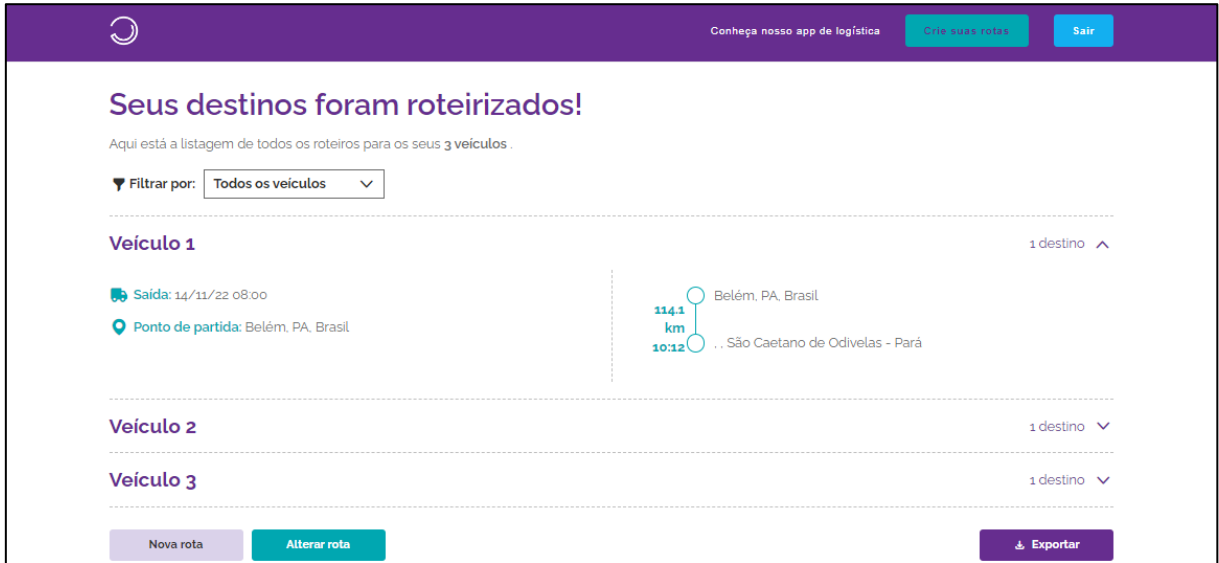 Conheça nosso app de logística
Crie suas rotas
Sair
Seus destinos foram roteirizados!
Aqui está a listagem de todos os roteiros para os seus 3 veículos .
Filtrar por: Todos os veículos
Veículo 1
1 destino
Saída: 14/11/22 08:00
Ponto de partida: Belém, PA, Brasil
Belém, PA, Brasil
114.1
km
10:12
, , São Caetano de Odivelas - Pará
Veículo 2
1 destino
Veículo 3
1 destino
Nova rota
Alterar rota
Exportar